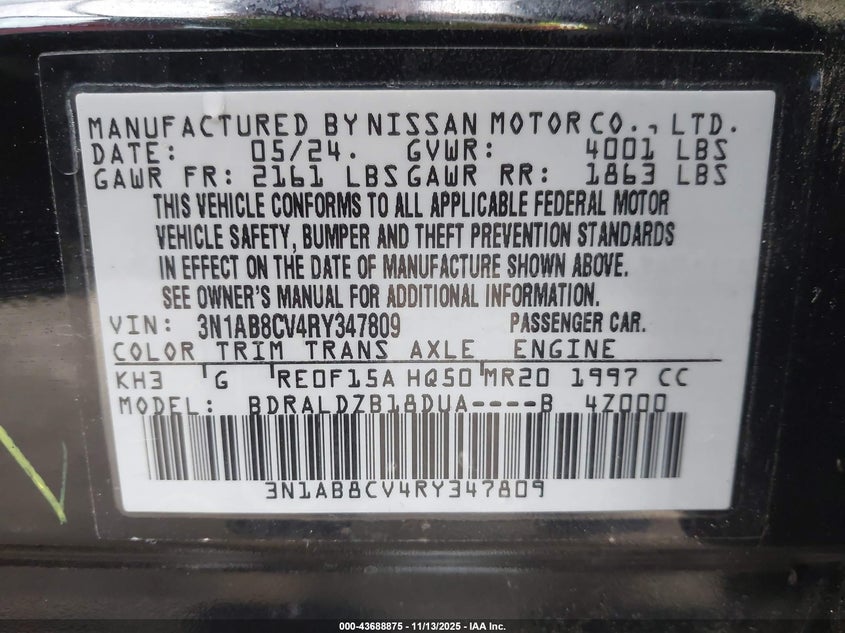 MANUFACTURED BY NISSAN MOTOR CO., LTD.
DATE: 05/24. GVWR: 4001 LBS
GAWR FR: 2161 LBS GAWR RR: 1863 LBS
THIS VEHICLE CONFORMS TO ALL APPLICABLE FEDERAL MOTOR
VEHICLE SAFETY, BUMPER AND THEFT PREVENTION STANDARDS
IN EFFECT ON THE DATE OF MANUFACTURE SHOWN ABOVE.
SEE OWNER'S MANUAL FOR ADDITIONAL INFORMATION.
VIN: 3N1AB8CV4RY347809 PASSENGER CAR.
COLOR TRIM TRANS AXLE ENGINE
KH3 G RE0F15A HQ50 MR20 1997 CC
MODEL: BDRALDZB18DUA----B 4Z000
3N1AB8CV4RY347809
000-43688875 - 11/13/2025 - IAA Inc.